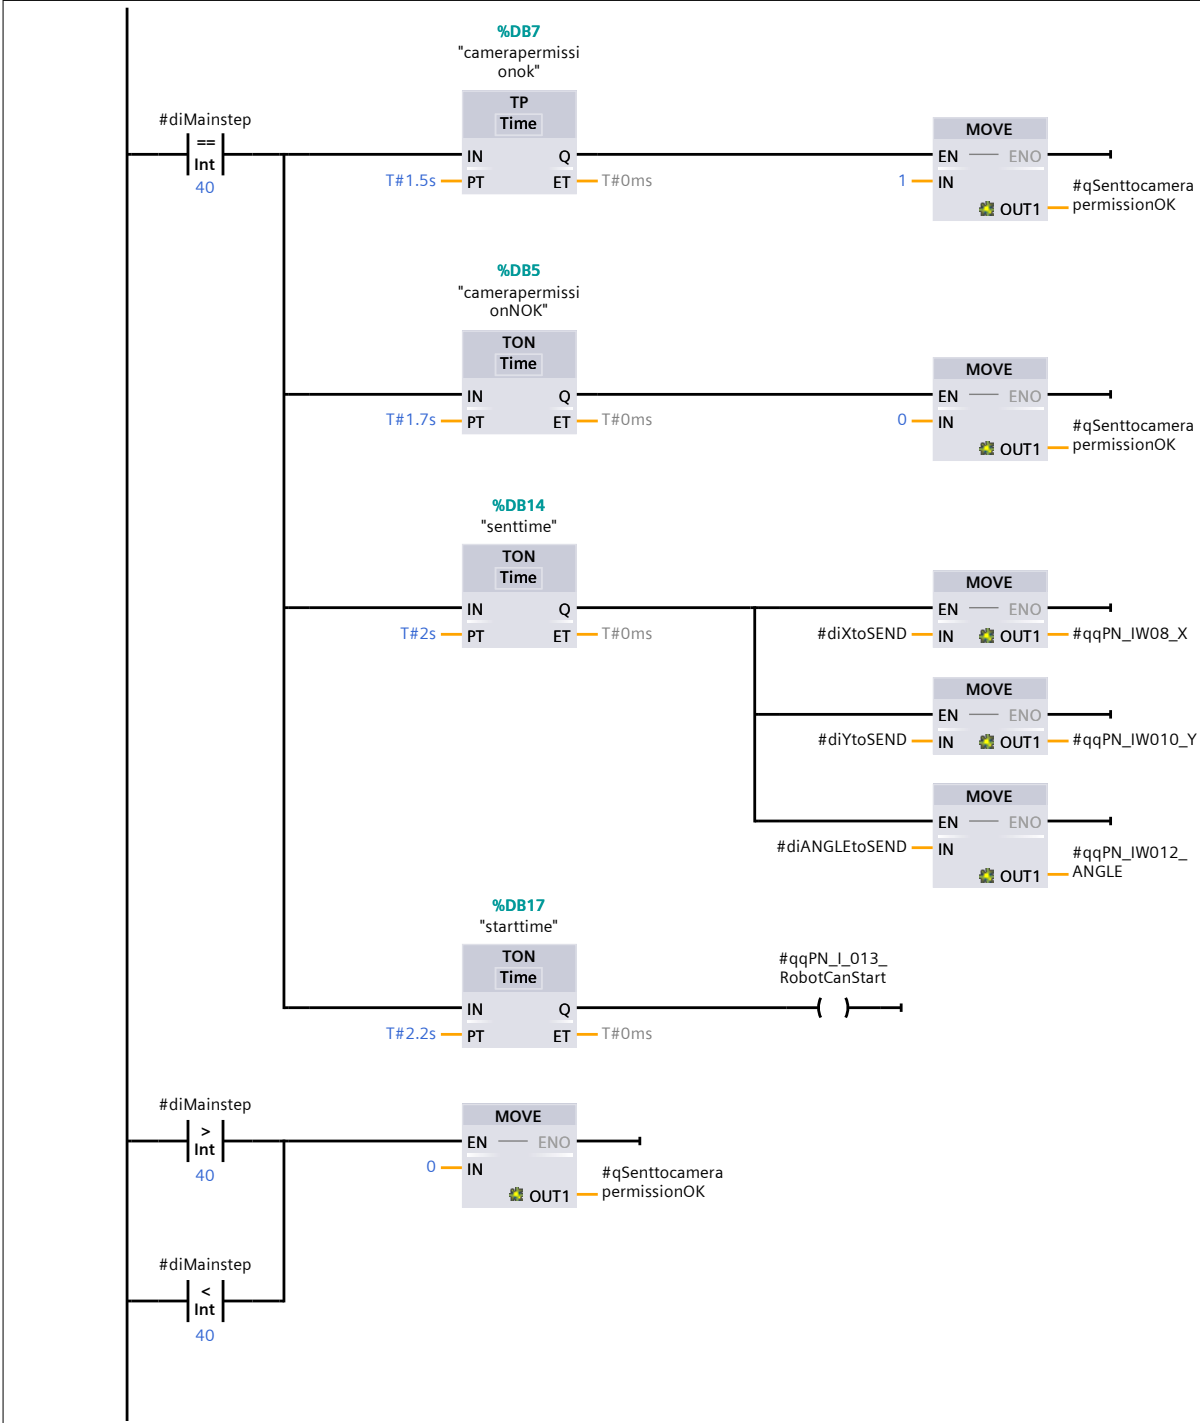 %DB7
"camerapermissi
onok"
TP
Time
#diMainstep
==
Int
40
IN
Q
T#1.5s
PT
ET
T#0ms
MOVE
EN
ENO
1
IN
OUT1
#qSenttocamera
permissionOK
%DB5
"camerapermissi
onNOK"
TON
Time
IN
Q
T#1.7s
PT
ET
T#0ms
MOVE
EN
ENO
0
IN
OUT1
#qSenttocamera
permissionOK
%DB14
"senttime"
TON
Time
IN
Q
T#2s
PT
ET
T#0ms
MOVE
EN
ENO
#diXtoSEND
IN
OUT1
#qqPN_IW08_X
MOVE
EN
ENO
#diYtoSEND
IN
OUT1
#qqPN_IW010_Y
MOVE
EN
ENO
#diANGLEtoSEND
IN
OUT1
#qqPN_IW012_
ANGLE
%DB17
"starttime"
TON
Time
IN
Q
T#2.2s
PT
ET
T#0ms
#qqPN_I_013_
RobotCanStart
( )
#diMainstep
>
Int
40
MOVE
EN
ENO
0
IN
OUT1
#qSenttocamera
permissionOK
#diMainstep
<
Int
40